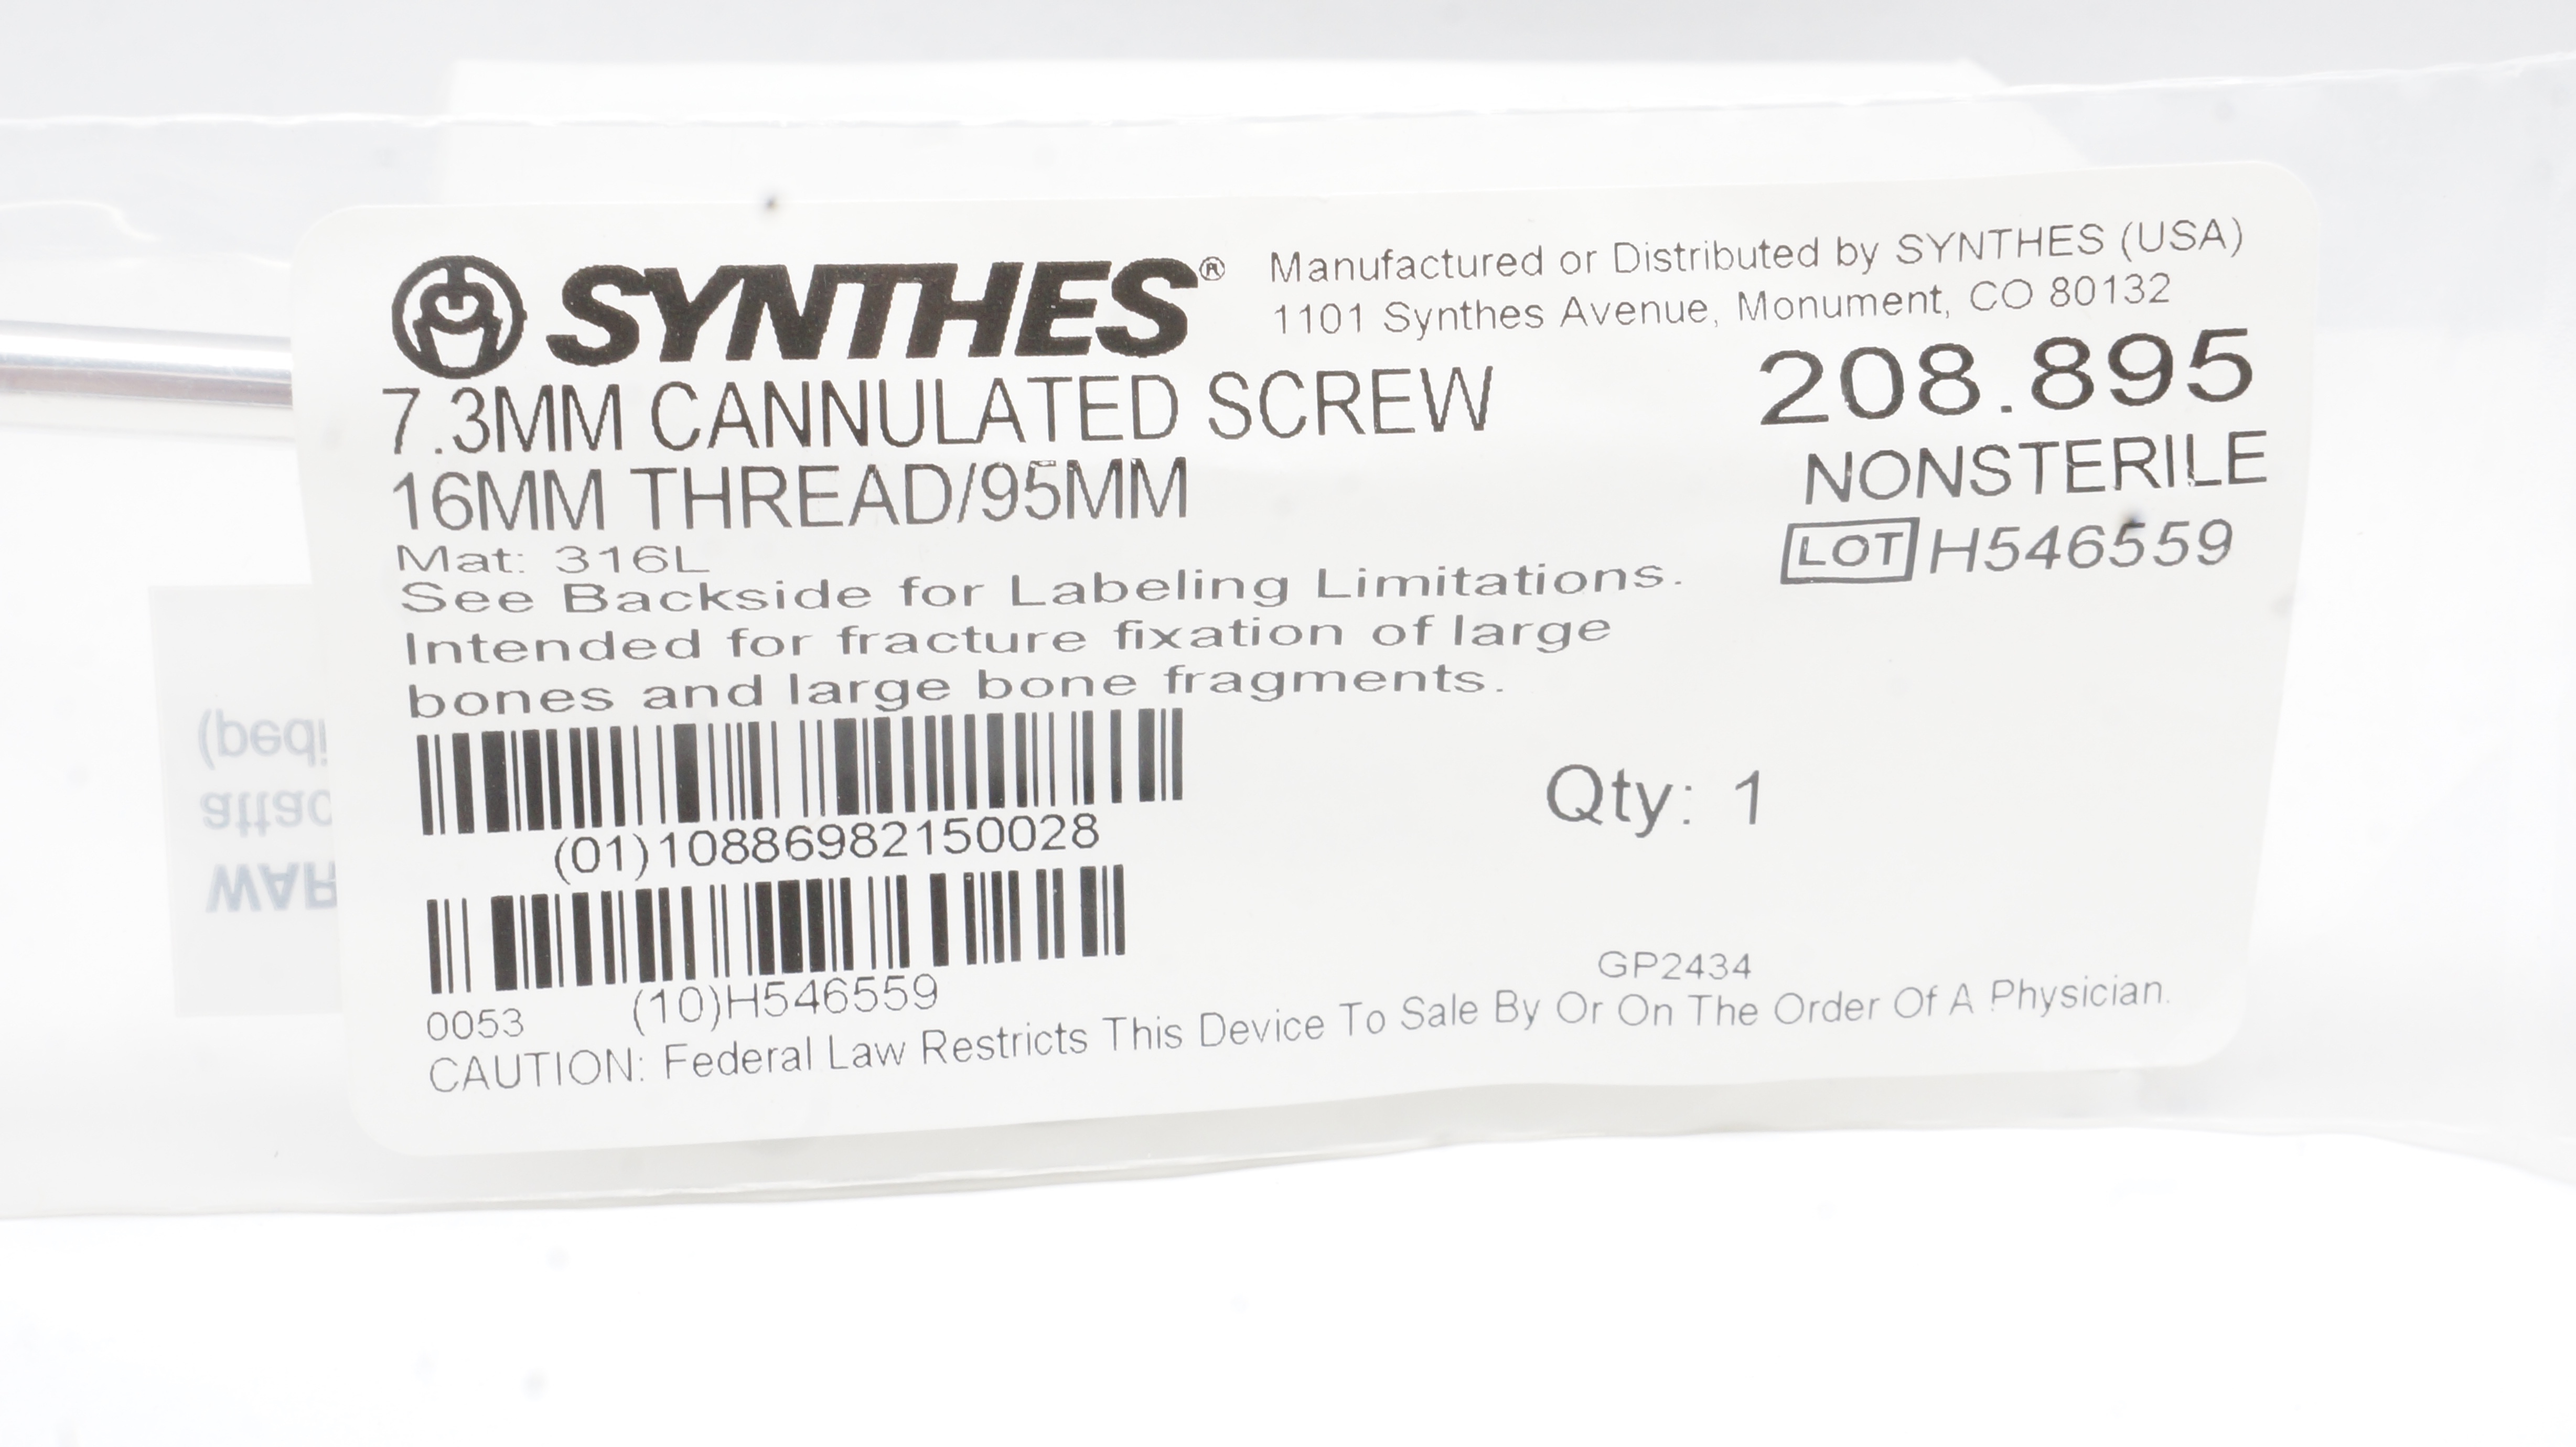 SYNTHES®
Manufactured or Distributed by SYNTHES (USA)
1101 Synthes Avenue, Monument, CO 80132
7.3MM CANNULATED SCREW
16MM THREAD/95MM
208.895
NONSTERILE
LOT H546559
Mat: 316L
See Backside for Labeling Limitations.
Intended for fracture fixation of large
bones and large bone fragments.
(01)10886982150028
Qty: 1
(10)H546559
0053
GP2434
CAUTION: Federal Law Restricts This Device To Sale By Or On The Order Of A Physician.
(pedi
attac
WAR